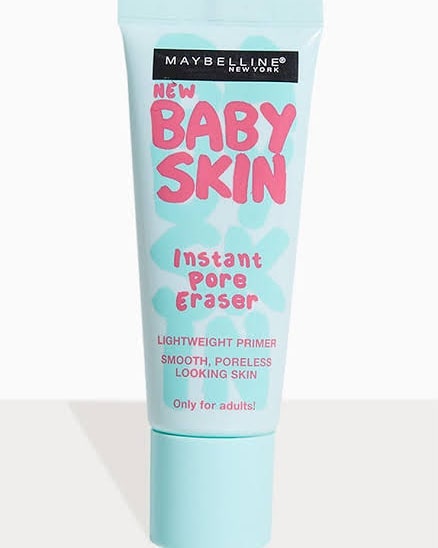 MAYBELLINE®
NEW YORK
NEW
BABY
SKIN
Instant
Pore
Eraser
LIGHTWEIGHT PRIMER
SMOOTH, PORELESS
LOOKING SKIN
Only for adults!